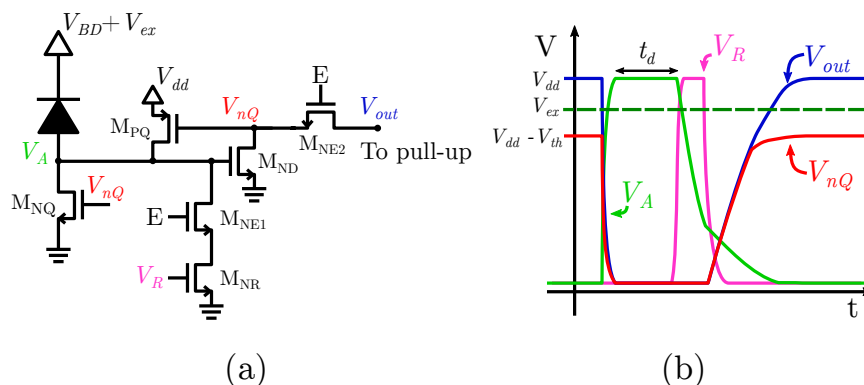 V_BD + V_ex
V_dd
E
V_nQ
V_out
M_PQ
V_A
M_ND
M_NE2
To pull-up
V_nQ
M_NQ
E
M_NE1
V_R
M_NR
(a)
V
t_d
V_R
V_out
V_dd
V_ex
V_dd - V_th
V_A
V_nQ
t
(b)